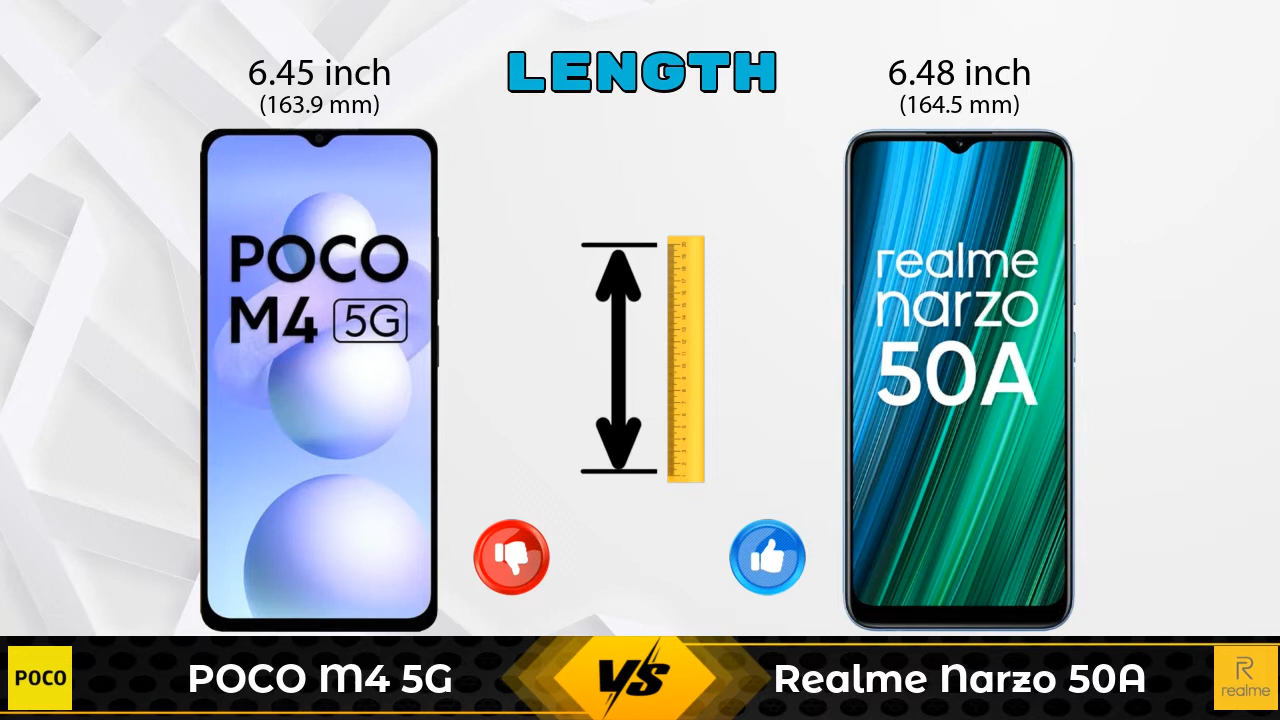 LENGTH
6.45 inch
(163.9 mm)
6.48 inch
(164.5 mm)
POCO
M4 5G
realme
narzo
50A
POCO
POCO M4 5G
VS
Realme Narzo 50A
R
realme